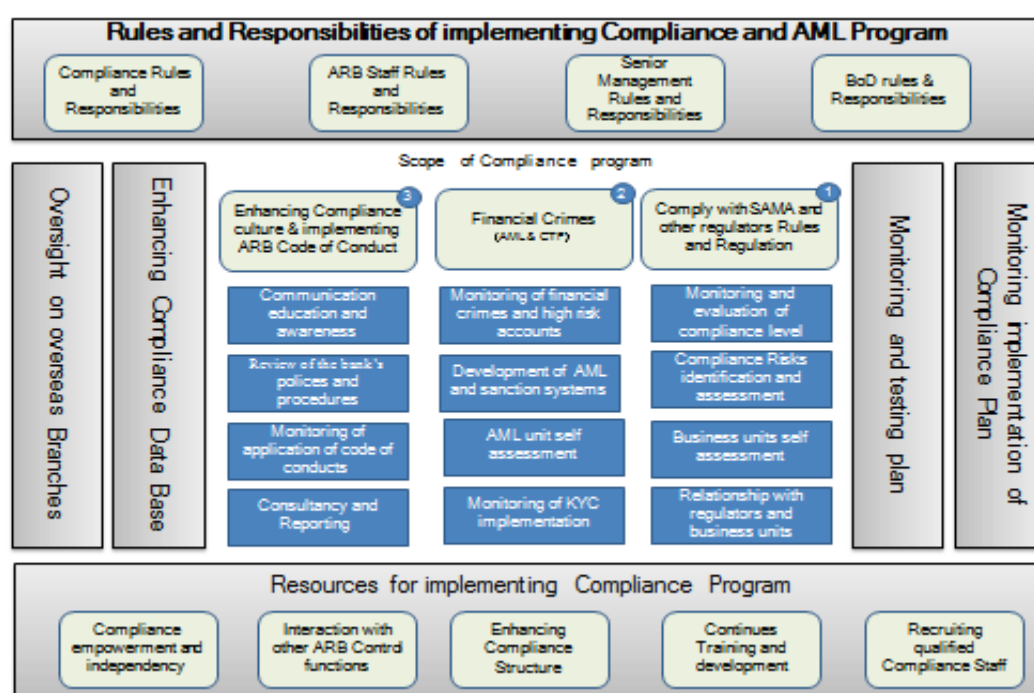 Rules and Responsibilities of implementing Compliance and AML Program
Compliance Rules
and
Responsibilities
ARB Staff Rules
and
Responsibilities
Senior
Management
Rules and
Responsibilities
BoD rules &
Responsibilities
Scope of Compliance program
Oversight on overseas Branches
Enhancing Compliance Data Base
3
Enhancing Compliance
culture & implementing
ARB Code of Conduct
Communication
education and
awareness
Review of the bank's
polices and
procedures
Monitoring of
application of code of
conducts
Consultancy and
Reporting
2
Financial Crimes
(AML & CTF)
Monitoring of financial
crimes and high risk
accounts
Development of AML
and sanction systems
AML unit self
assessment
Monitoring of KYC
implementation
1
Comply with SAMA and
other regulators Rules
and Regulation
Monitoring and
evaluation of
compliance level
Compliance Risks
identification and
assessment
Business units self
assessment
Relationship with
regulators and
business units
Monitoring and testing plan
Monitoring implementation of
Compliance Plan
Resources for implementing Compliance Program
Compliance
empowerment and
independency
Interaction with
other ARB Control
functions
Enhancing
Compliance
Structure
Continues
Training and
development
Recruiting
qualified
Compliance Staff